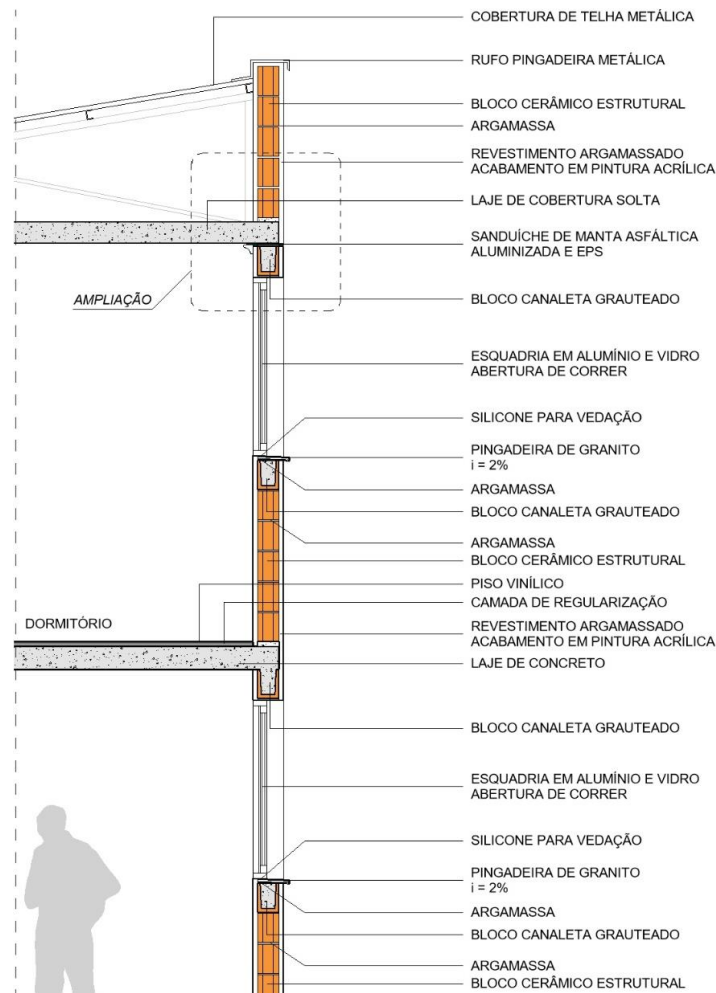 COBERTURA DE TELHA METÁLICA
RUFO PINGADEIRA METÁLICA
BLOCO CERÂMICO ESTRUTURAL
ARGAMASSA
REVESTIMENTO ARGAMASSADO
ACABAMENTO EM PINTURA ACRÍLICA
LAJE DE COBERTURA SOLTA
SANDUÍCHE DE MANTA ASFÁLTICA
ALUMINIZADA E EPS
AMPLIAÇÃO
BLOCO CANALETA GRAUTEADO
ESQUADRIA EM ALUMÍNIO E VIDRO
ABERTURA DE CORRER
SILICONE PARA VEDAÇÃO
PINGADEIRA DE GRANITO
i = 2%
ARGAMASSA
BLOCO CANALETA GRAUTEADO
ARGAMASSA
BLOCO CERÂMICO ESTRUTURAL
PISO VINÍLICO
CAMADA DE REGULARIZAÇÃO
DORMITÓRIO
REVESTIMENTO ARGAMASSADO
ACABAMENTO EM PINTURA ACRÍLICA
LAJE DE CONCRETO
BLOCO CANALETA GRAUTEADO
ESQUADRIA EM ALUMÍNIO E VIDRO
ABERTURA DE CORRER
SILICONE PARA VEDAÇÃO
PINGADEIRA DE GRANITO
i = 2%
ARGAMASSA
BLOCO CANALETA GRAUTEADO
ARGAMASSA
BLOCO CERÂMICO ESTRUTURAL